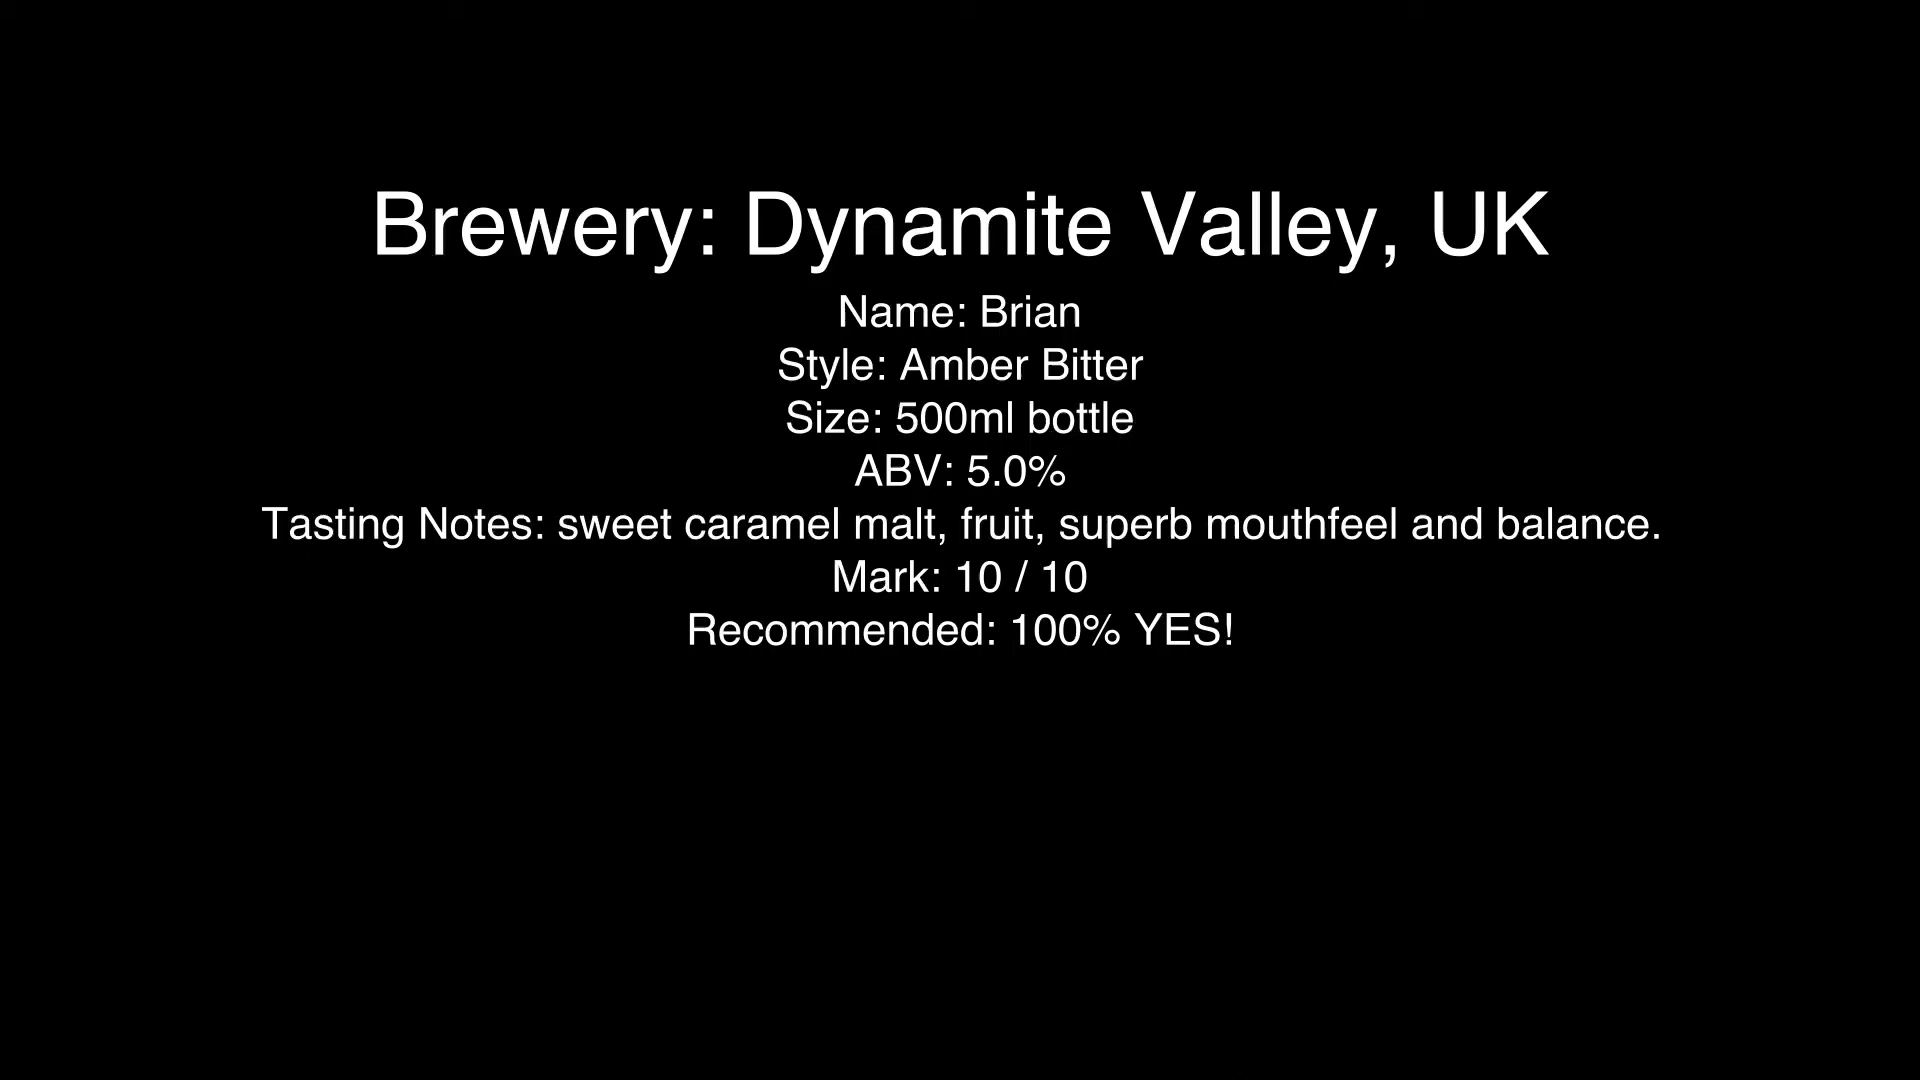 Brewery: Dynamite Valley, UK
Name: Brian
Style: Amber Bitter
Size: 500ml bottle
ABV: 5.0%
Tasting Notes: sweet caramel malt, fruit, superb mouthfeel and balance.
Mark: 10 / 10
Recommended: 100% YES!